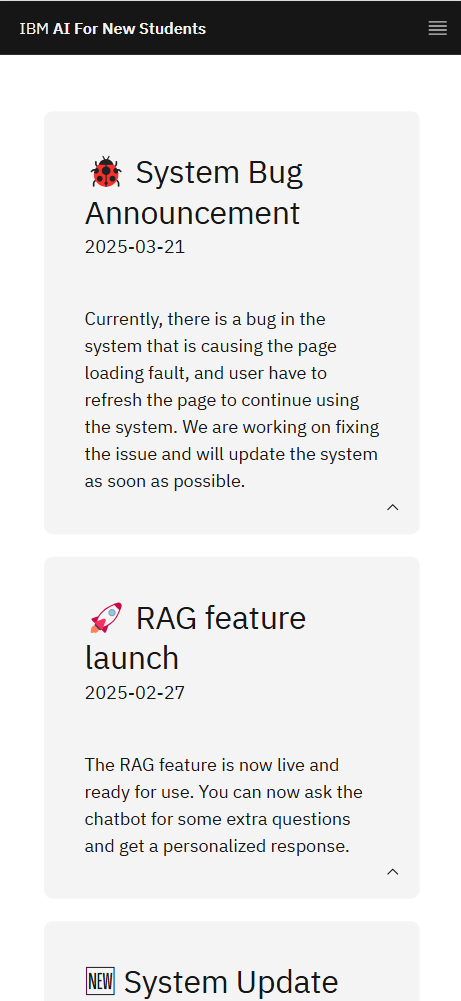 IBM AI For New Students
🐞 System Bug
Announcement
2025-03-21
Currently, there is a bug in the
system that is causing the page
loading fault, and user have to
refresh the page to continue using
the system. We are working on fixing
the issue and will update the system
as soon as possible.
🚀 RAG feature
launch
2025-02-27
The RAG feature is now live and
ready for use. You can now ask the
chatbot for some extra questions
and get a personalized response.
🆕 System Update